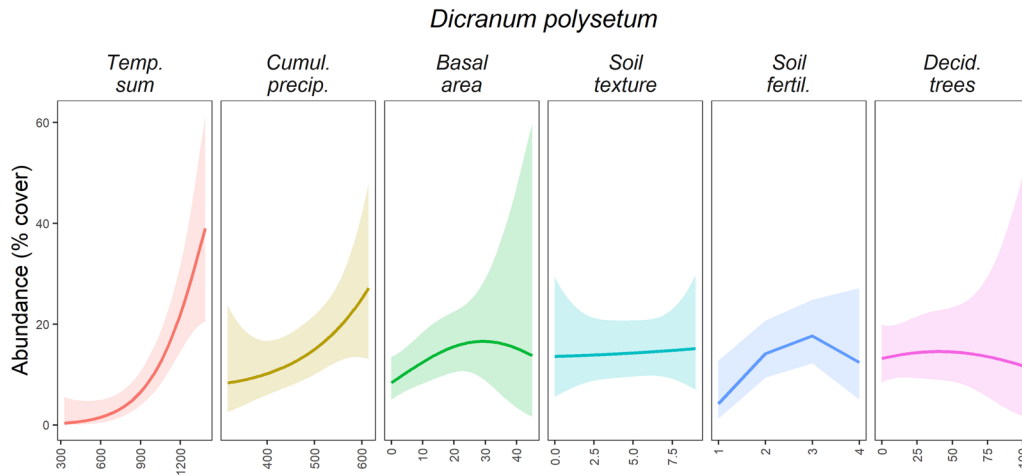 Dicranum polysetum
Temp.
sum
Cumul.
precip.
Basal
area
Soil
texture
Soil
fertil.
Decid.
trees
Abundance (% cover)
60
40
20
0
300 600 900 1200
400 500 600
0 10 20 30 40
0.0 2.5 5.0 7.5
1 2 3 4
0 25 50 75 100